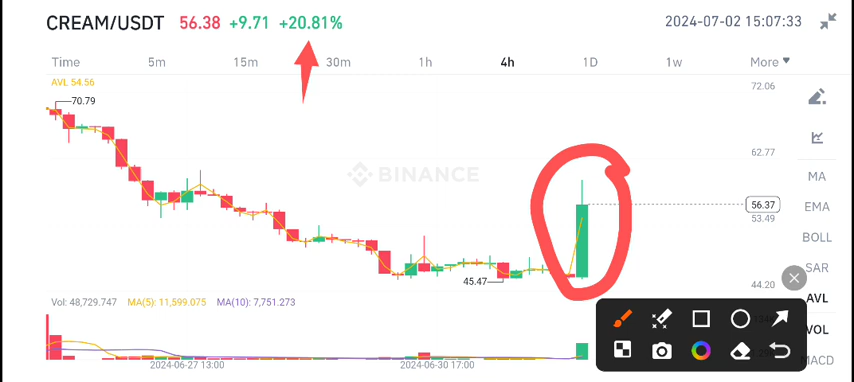 CREAM/USDT 56.38 +9.71 +20.81% 2024-07-02 15:07:33
Time 5m 15m 30m 1h 4h 1D 1w More
AVL 54.56
72.06
70.79
62.77
BINANCE
MA
56.37
EMA
53.49
BOLL
SAR
45.47
44.20
AVL
Vol: 48,729.747 MA(5): 11,599.075 MA(10): 7,751.273
VOL
MACD
2024-06-27 13:00 2024-06-30 17:00